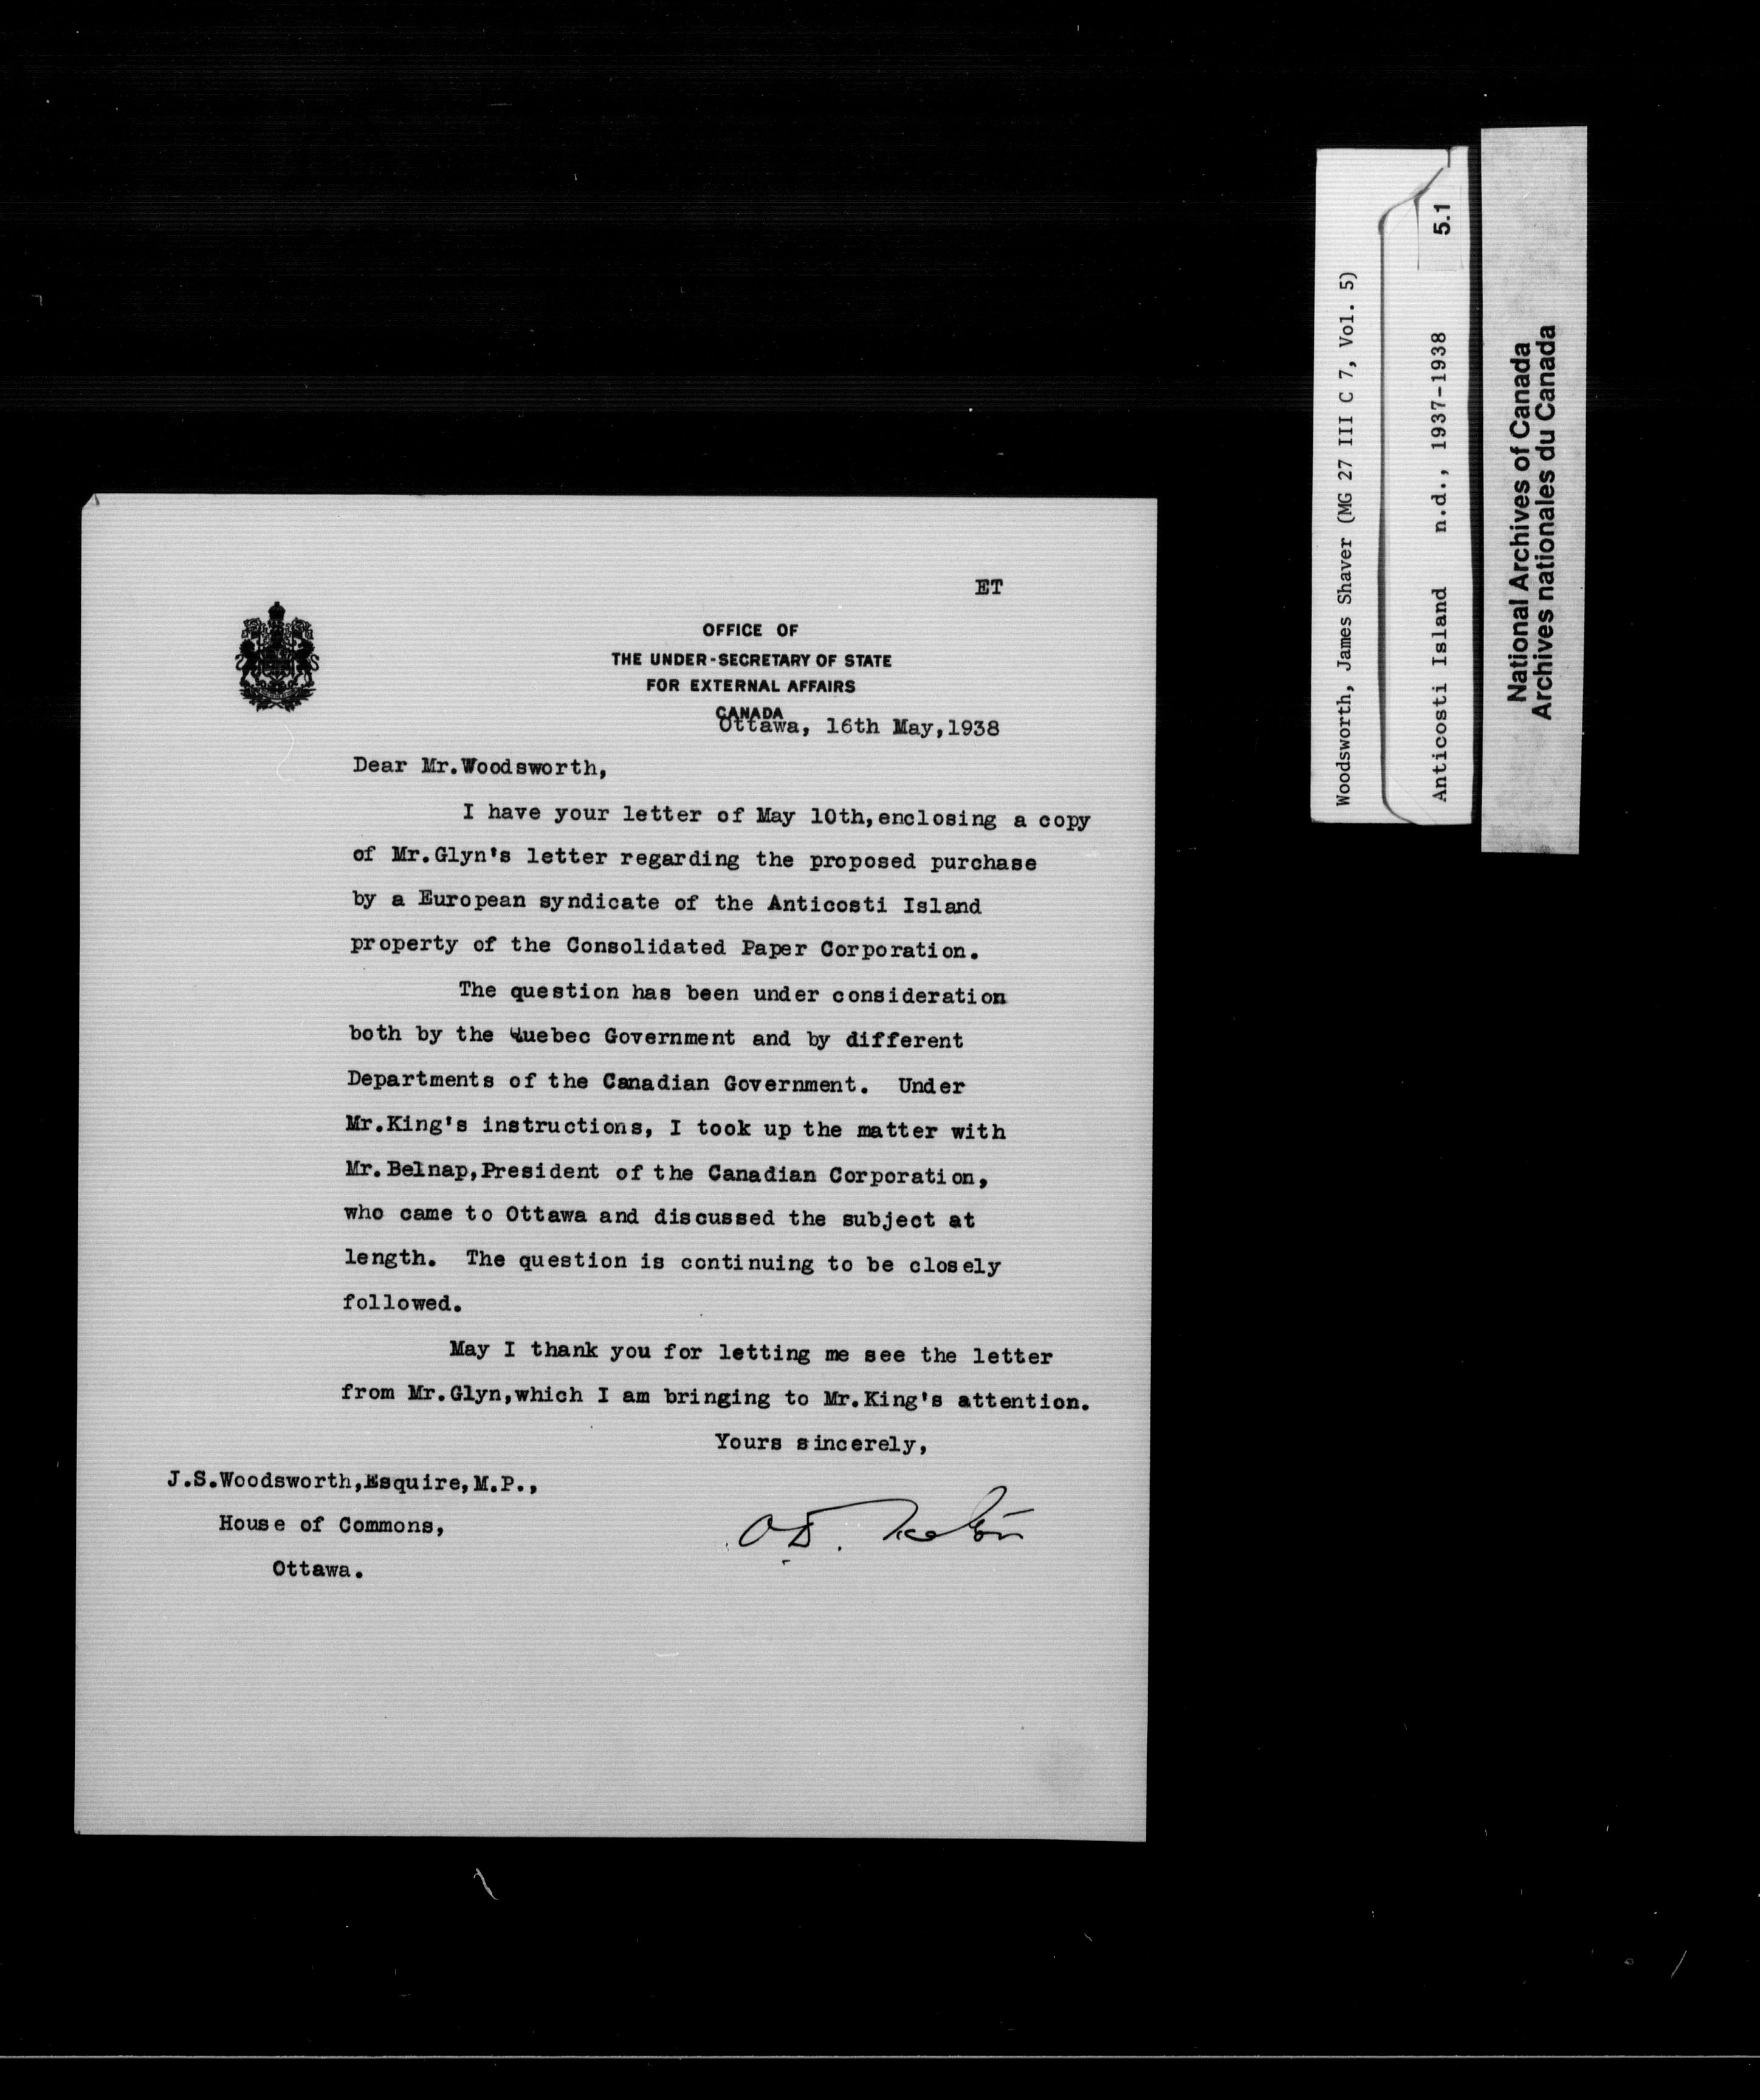 ET
OFFICE OF
THE UNDER-SECRETARY OF STATE
FOR EXTERNAL AFFAIRS
CANADA
Ottawa, 16th May,1938
Dear Mr.Woodsworth,
I have your letter of May 10th,enclosing a copy
of Mr.Glyn's letter regarding the proposed purchase
by a European syndicate of the Anticosti Island
property of the Consolidated Paper Corporation.
The question has been under consideration
both by the Quebec Government and by different
Departments of the Canadian Government. Under
Mr.King's instructions, I took up the matter with
Mr.Belnap,President of the Canadian Corporation,
who came to Ottawa and discussed the subject at
length. The question is continuing to be closely
followed.
May I thank you for letting me see the letter
from Mr.Glyn,which I am bringing to Mr.King's attention.
Yours sincerely,
O.D. Skelton
J.S.Woodsworth,Esquire,M.P.,
House of Commons,
Ottawa.
Woodsworth, James Shaver (MG 27 III C 7, Vol. 5)
Anticosti Island n.d., 1937-1938 5.1
National Archives of Canada
Archives nationales du Canada